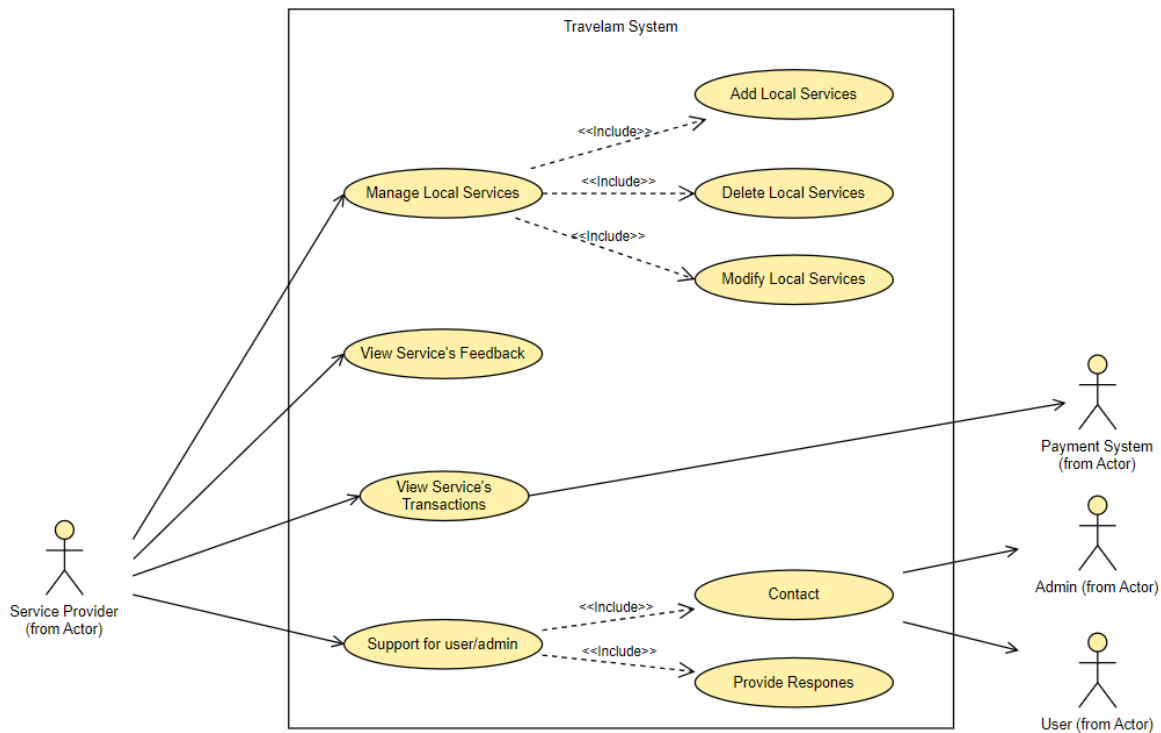 Travelam System
Add Local Services
<<Include>>
Manage Local Services
<<Include>>
Delete Local Services
<<Include>>
Modify Local Services
View Service's Feedback
Payment System
(from Actor)
View Service's
Transactions
Service Provider
(from Actor)
Admin (from Actor)
<<Include>>
Contact
Support for user/admin
<<Include>>
Provide Respones
User (from Actor)